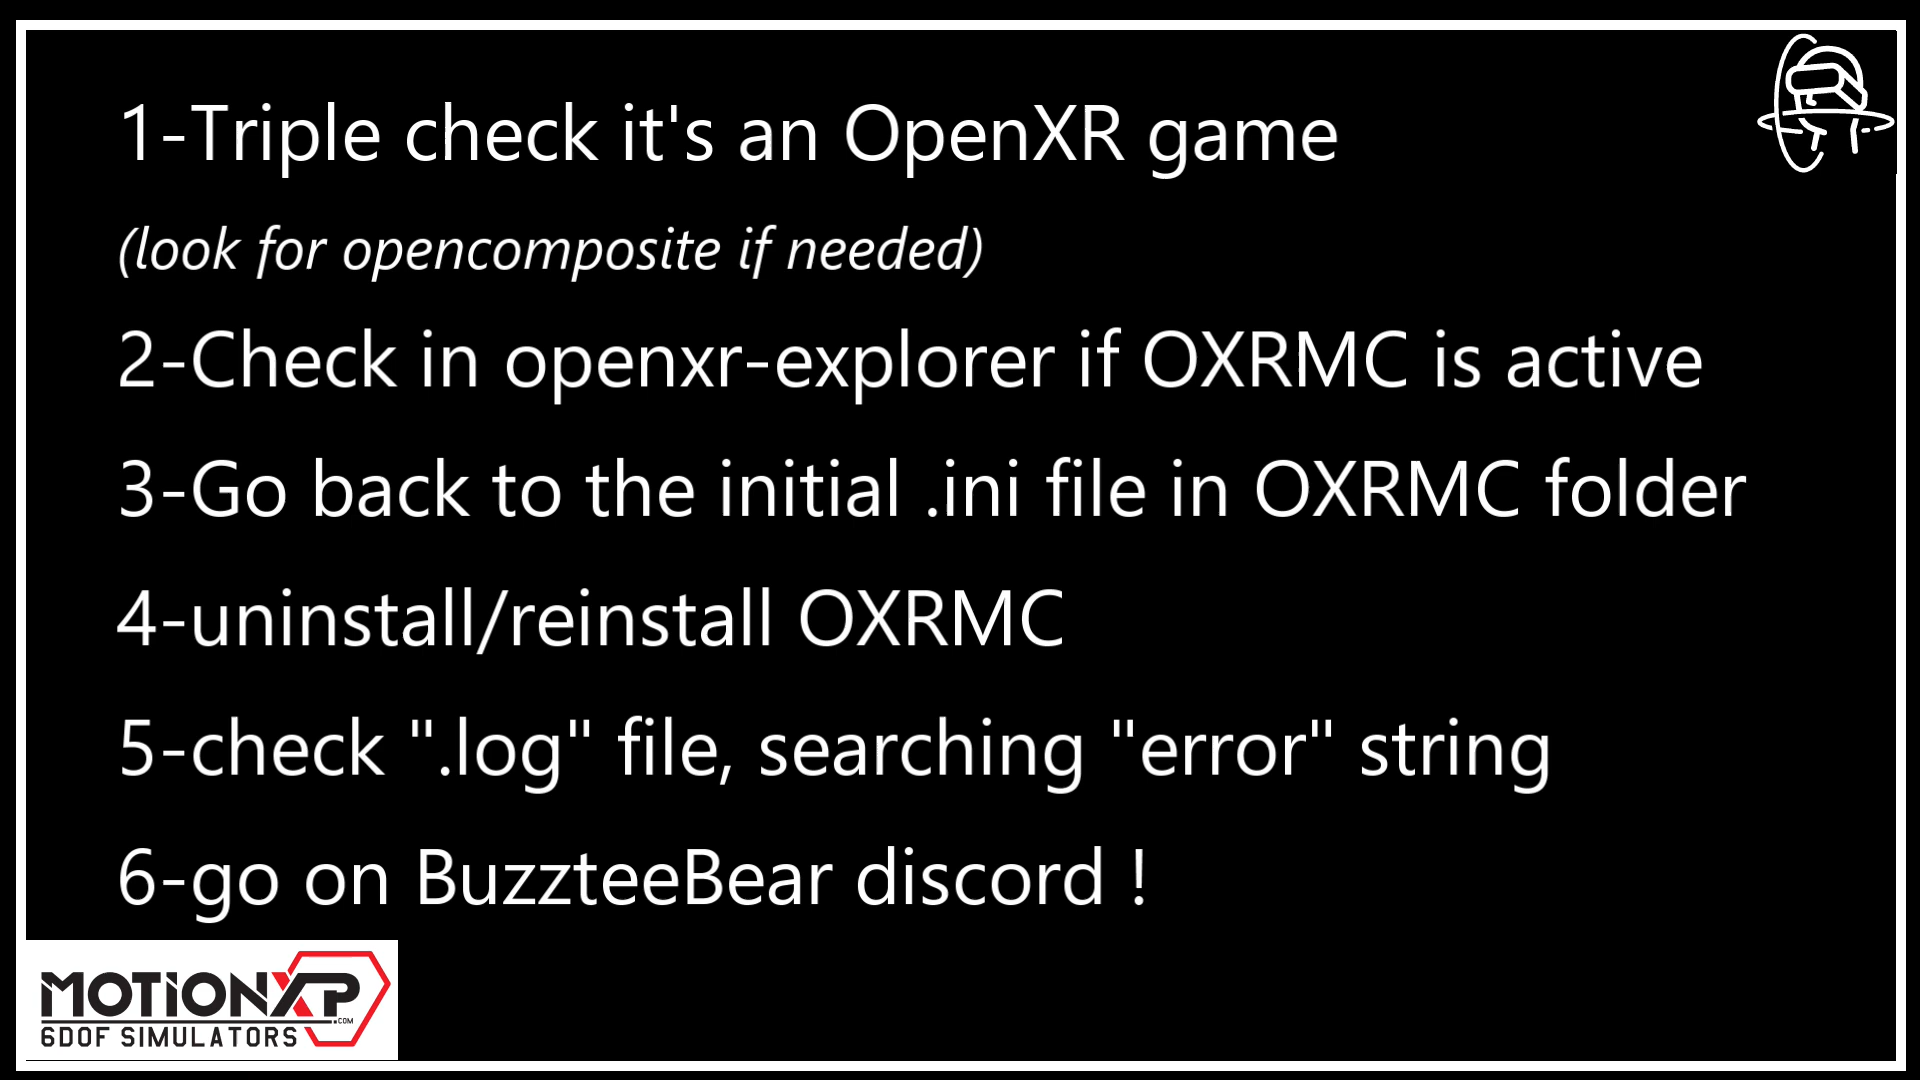 1-Triple check it's an OpenXR game
(look for opencomposite if needed)
2-Check in openxr-explorer if OXRMC is active
3-Go back to the initial .ini file in OXRMC folder
4-uninstall/reinstall OXRMC
5-check ".log" file, searching "error" string
6-go on BuzzteeBear discord !
MOTiONXP
.COM
6DOF SIMULATORS